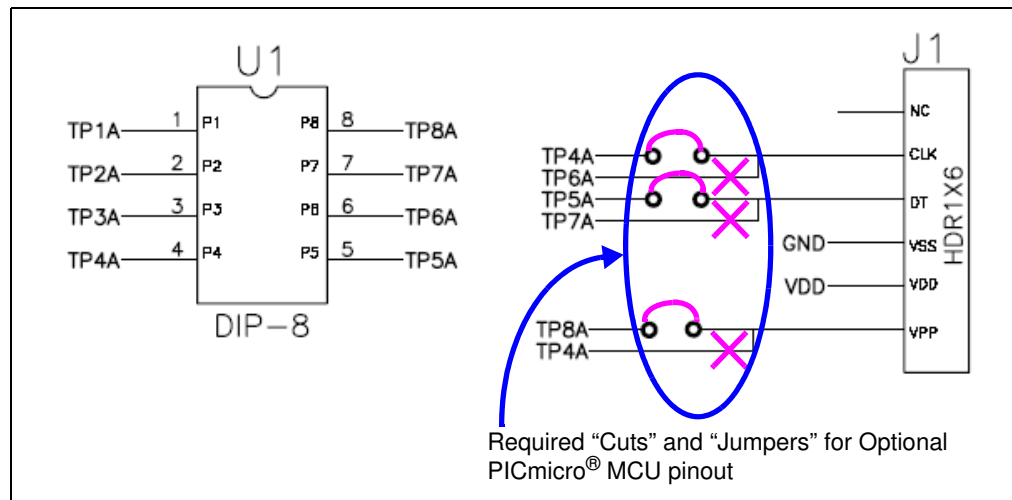 U1
TP1A 1 P1 P8 8 TP8A
TP2A 2 P2 P7 7 TP7A
TP3A 3 P3 P6 6 TP6A
TP4A 4 P4 P5 5 TP5A
DIP-8
J1
NC
TP4A CLK
TP6A
TP5A DT
TP7A
GND VSS
VDD VDD
TP8A VPP
TP4A
HDR1X6
Required “Cuts” and “Jumpers” for Optional
PICmicro® MCU pinout